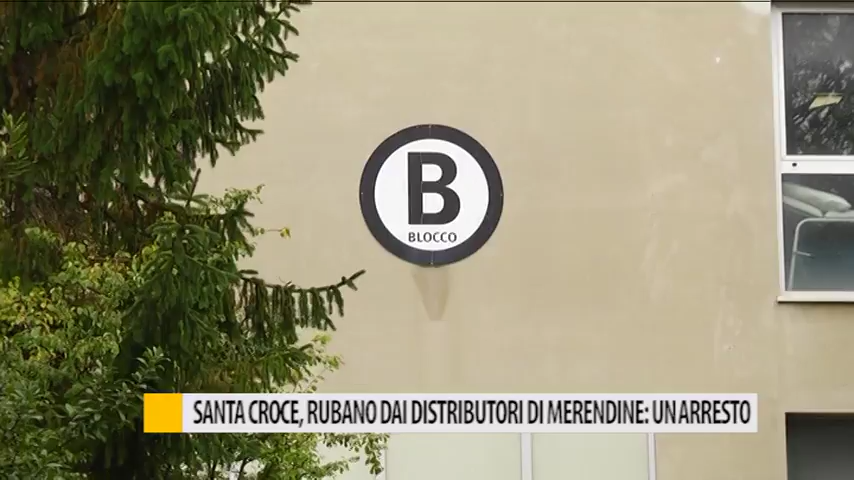 B
BLOCCO
SANTA CROCE, RUBANO DAI DISTRIBUTORI DI MERENDINE: UN ARRESTO